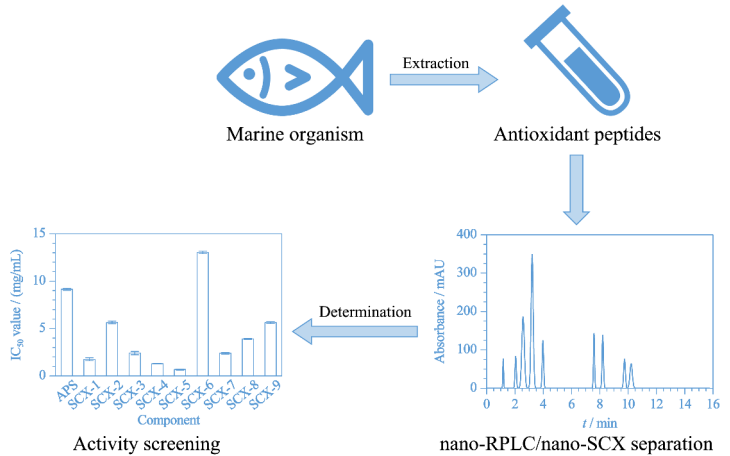 Extraction
Marine organism
Antioxidant peptides
15
10
5
0
IC50 value / (mg/mL)
APS
SCX-1
SCX-2
SCX-3
SCX-4
SCX-5
SCX-6
SCX-7
SCX-8
SCX-9
Component
Activity screening
Determination
400
300
200
100
0
Absorbance / mAU
0 2 4 6 8 10 12 14 16
t / min
nano-RPLC/nano-SCX separation